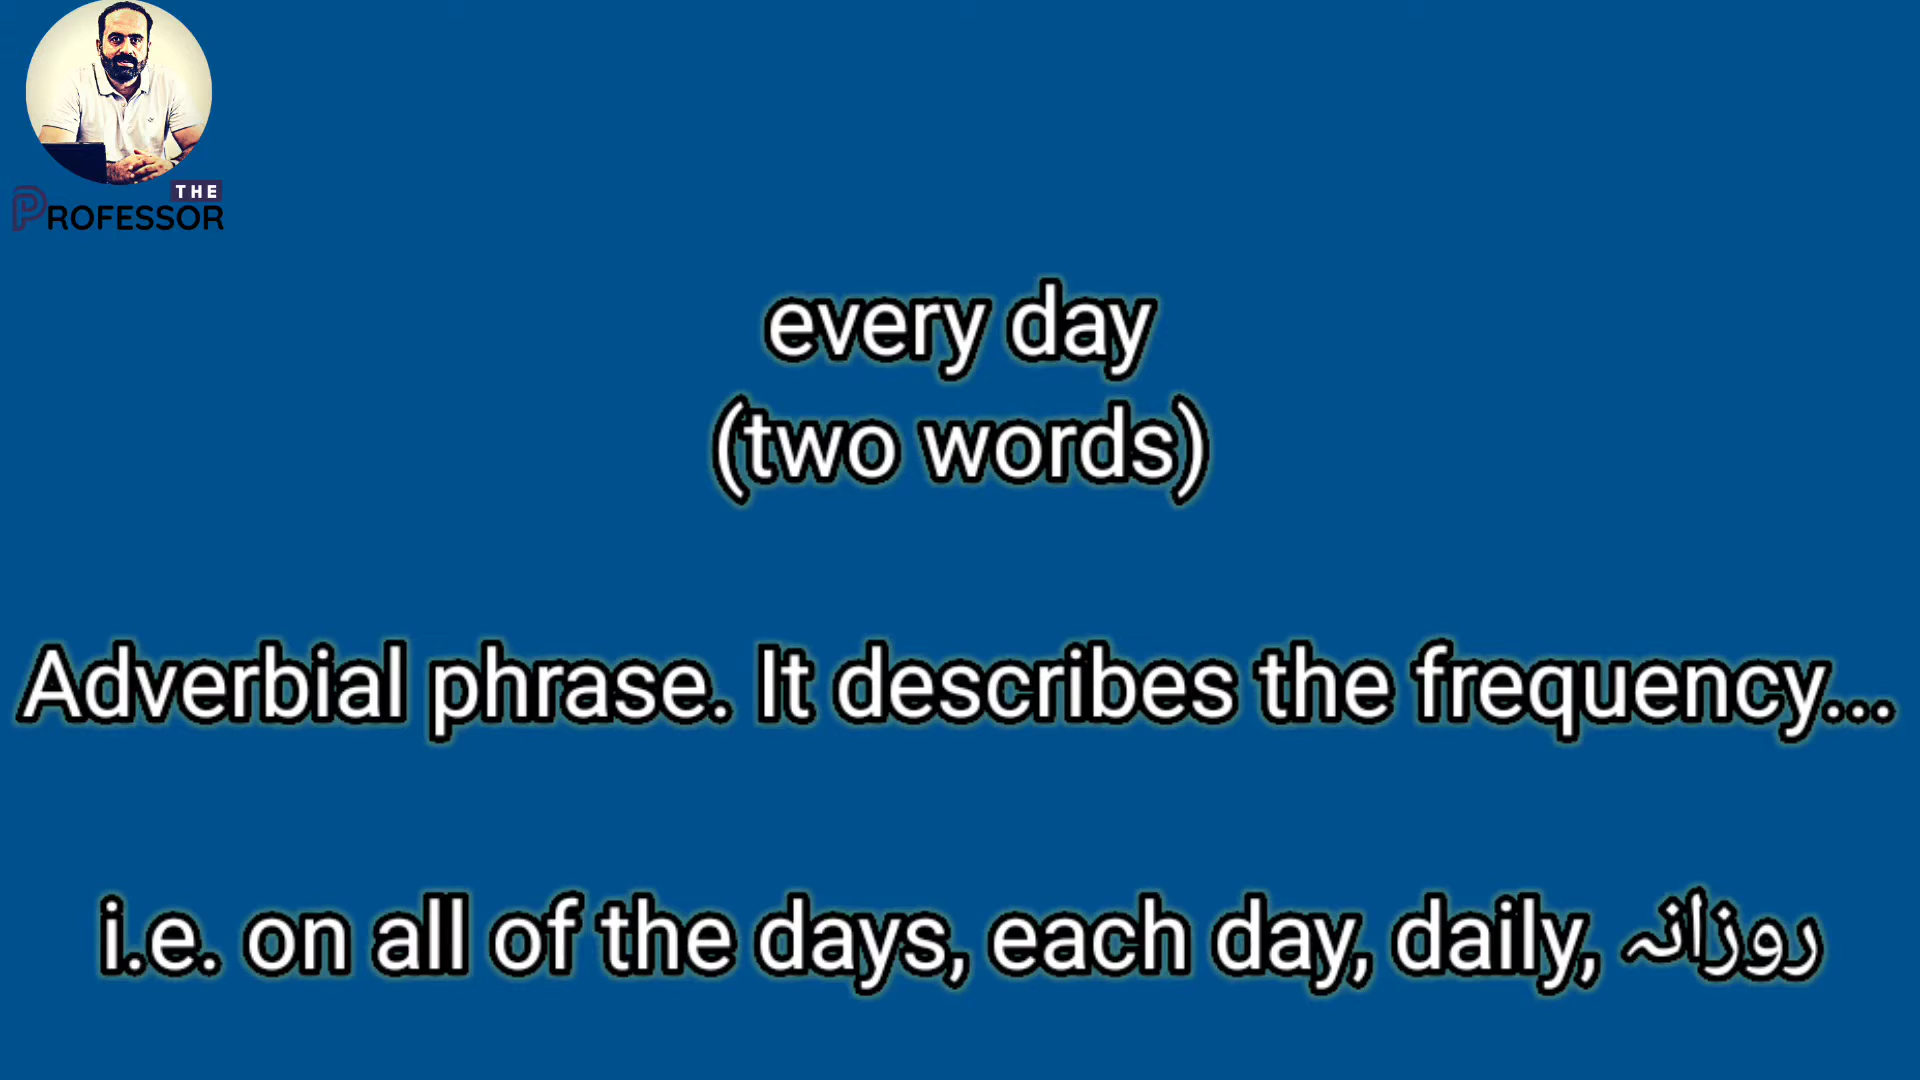 THE
PROFESSOR
every day
(two words)
Adverbial phrase. It describes the frequency...
i.e. on all of the days, each day, daily, روزانہ